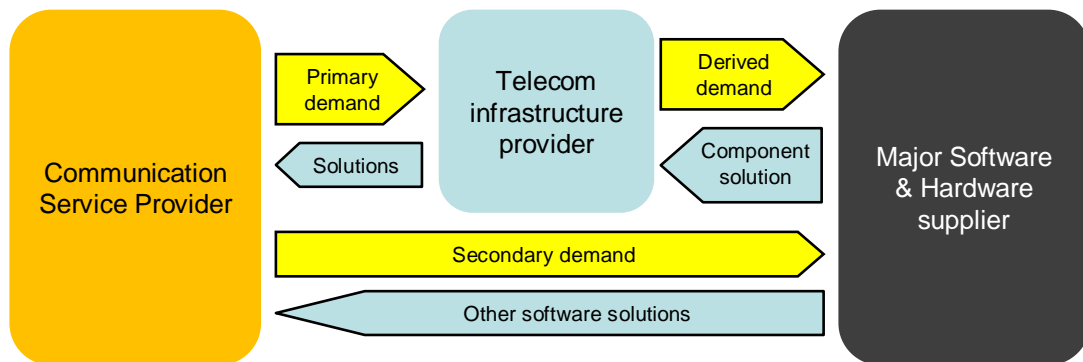 Communication
Service Provider
Primary
demand
Solutions
Telecom
infrastructure
provider
Derived
demand
Component
solution
Major Software
& Hardware
supplier
Secondary demand
Other software solutions